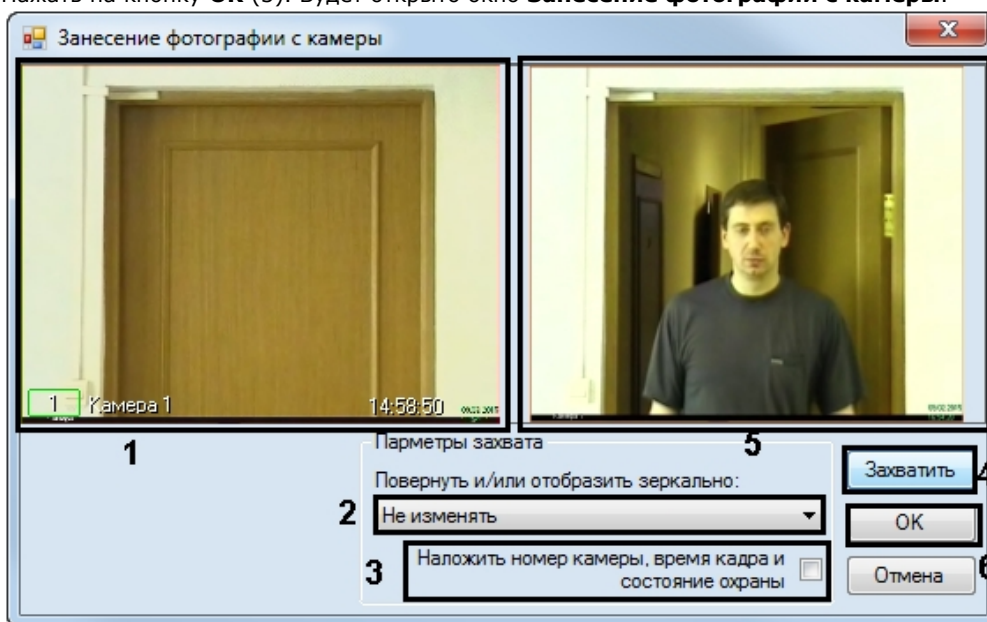 нажать на кнопку ОК (3). Будет открыто окно Занесение фотографии с камеры.
Занесение фотографии с камеры
1 Камера 1 14:58:50
1
5
Парметры захвата
Повернуть и/или отобразить зеркально:
2 Не изменять
3 Наложить номер камеры, время кадра и
состояние охраны
Захватить 4
OK
6
Отмена